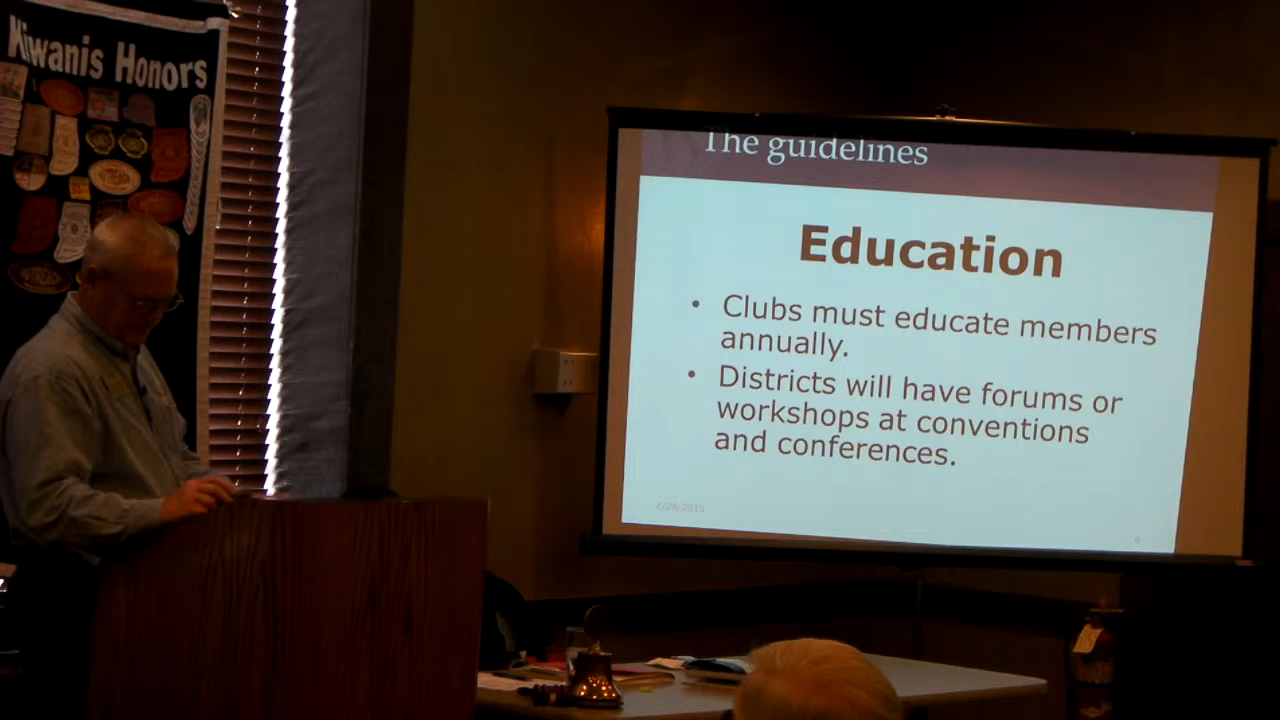 Kiwanis Honors
The guidelines
Education
• Clubs must educate members
annually.
• Districts will have forums or
workshops at conventions
and conferences.